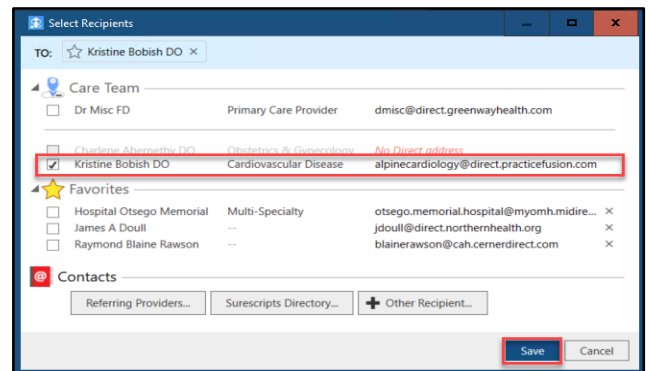 Select Recipients
TO: Kristine Bobish DO ×
Care Team
Dr Misc FD Primary Care Provider dmisc@direct.greenwayhealth.com
Charlene Abernethy DO Obstetrics & Gynecology No Direct address
Kristine Bobish DO Cardiovascular Disease alpinecardiology@direct.practicefusion.com
Favorites
Hospital Otsego Memorial Multi-Specialty otsego.memorial.hospital@myomh.midire... ×
James A Doull -- jdoull@direct.northernhealth.org ×
Raymond Blaine Rawson -- blainerawson@cah.cernerdirect.com ×
@ Contacts
Referring Providers... Surescripts Directory... Other Recipient...
Save Cancel